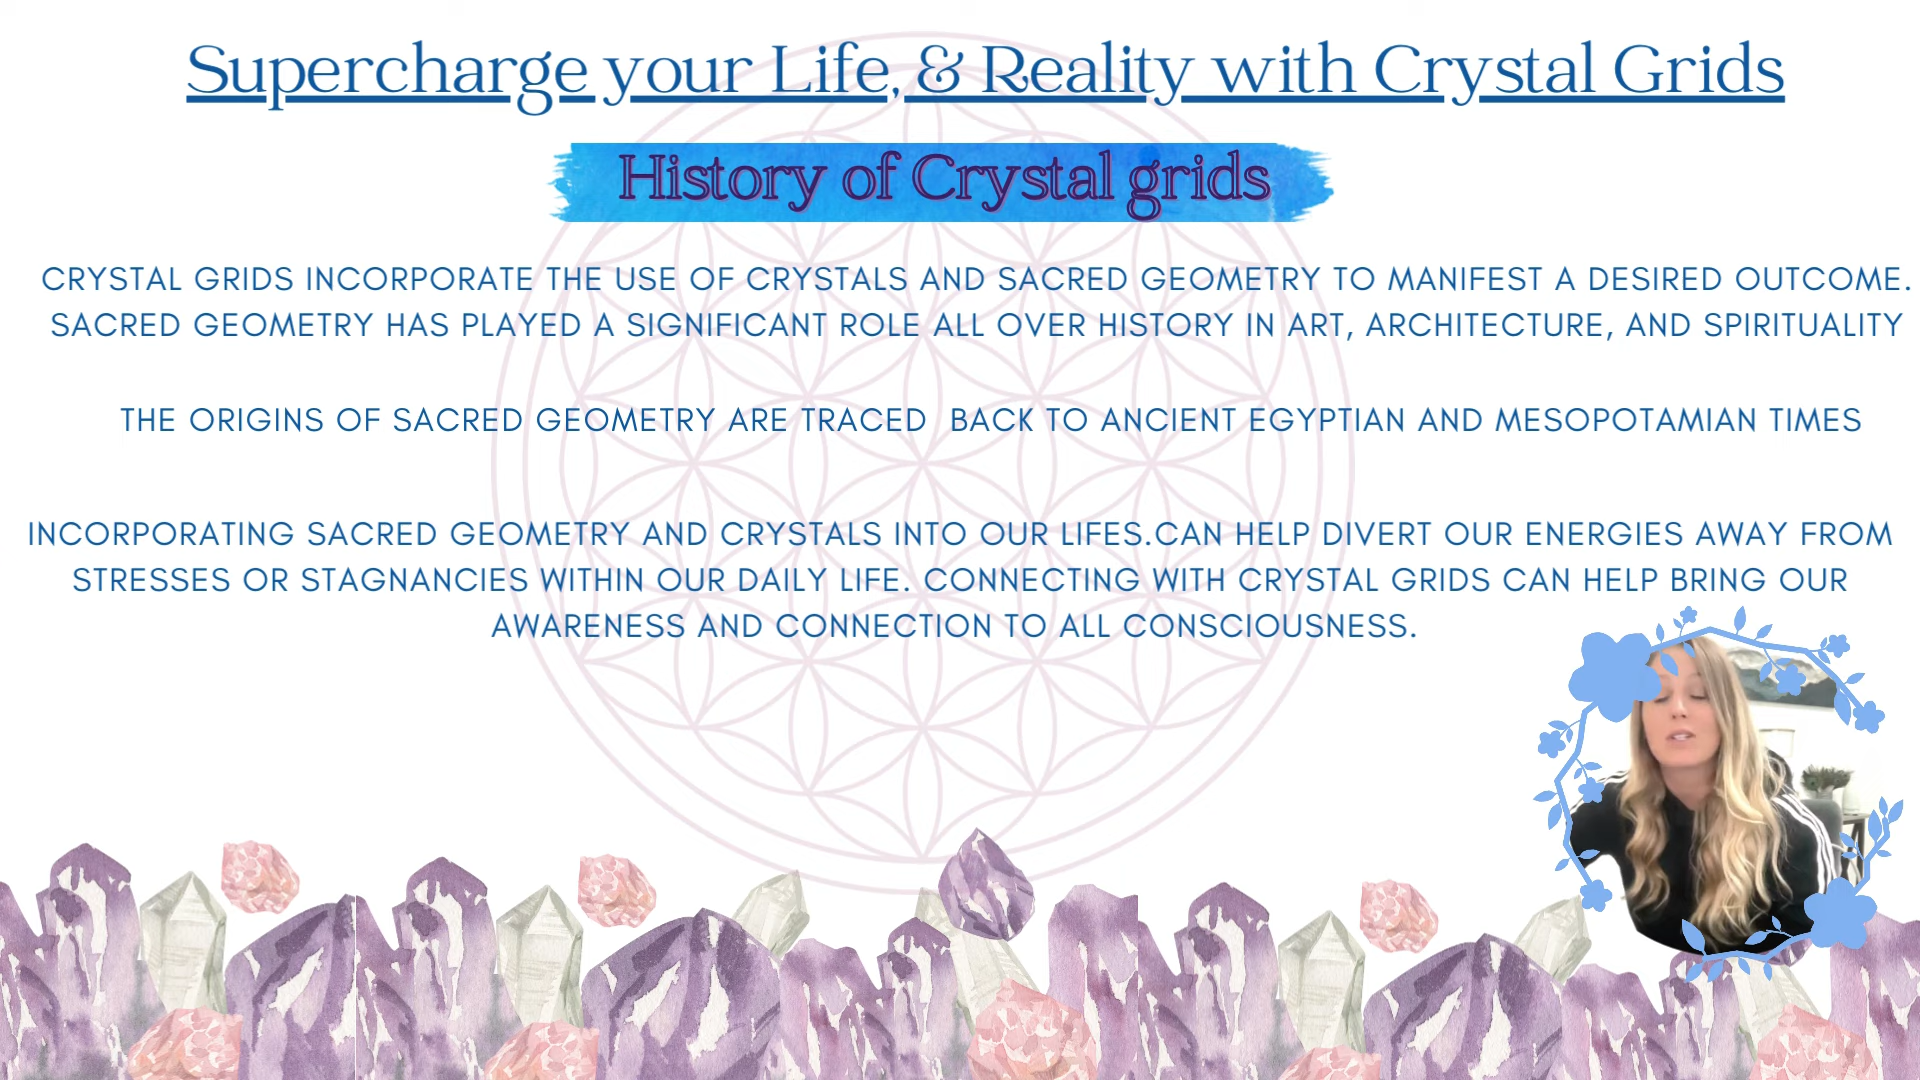 Supercharge your Life, & Reality with Crystal Grids
History of Crystal grids
CRYSTAL GRIDS INCORPORATE THE USE OF CRYSTALS AND SACRED GEOMETRY TO MANIFEST A DESIRED OUTCOME.
SACRED GEOMETRY HAS PLAYED A SIGNIFICANT ROLE ALL OVER HISTORY IN ART, ARCHITECTURE, AND SPIRITUALITY
THE ORIGINS OF SACRED GEOMETRY ARE TRACED  BACK TO ANCIENT EGYPTIAN AND MESOPOTAMIAN TIMES
INCORPORATING SACRED GEOMETRY AND CRYSTALS INTO OUR LIFES.CAN HELP DIVERT OUR ENERGIES AWAY FROM
STRESSES OR STAGNANCIES WITHIN OUR DAILY LIFE. CONNECTING WITH CRYSTAL GRIDS CAN HELP BRING OUR
AWARENESS AND CONNECTION TO ALL CONSCIOUSNESS.